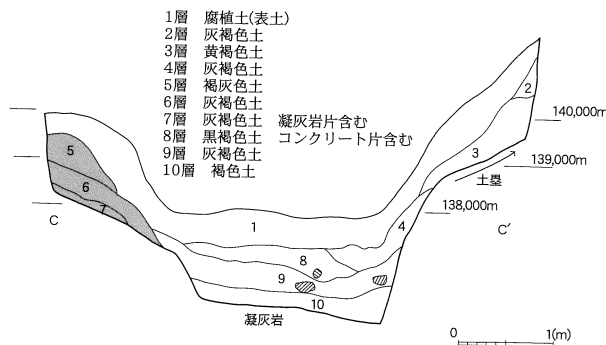 1層 腐植土(表土)
2層 灰褐色土
3層 黄褐色土
4層 灰褐色土
5層 褐灰色土
6層 灰褐色土
7層 灰褐色土 凝灰岩片含む
8層 黒褐色土 コンクリート片含む
9層 灰褐色土
10層 褐色土
2
140,000m
5
3
139,000m
土塁
6
7
138,000m
C
1
4
C′
8
9
10
凝灰岩
0 1(m)